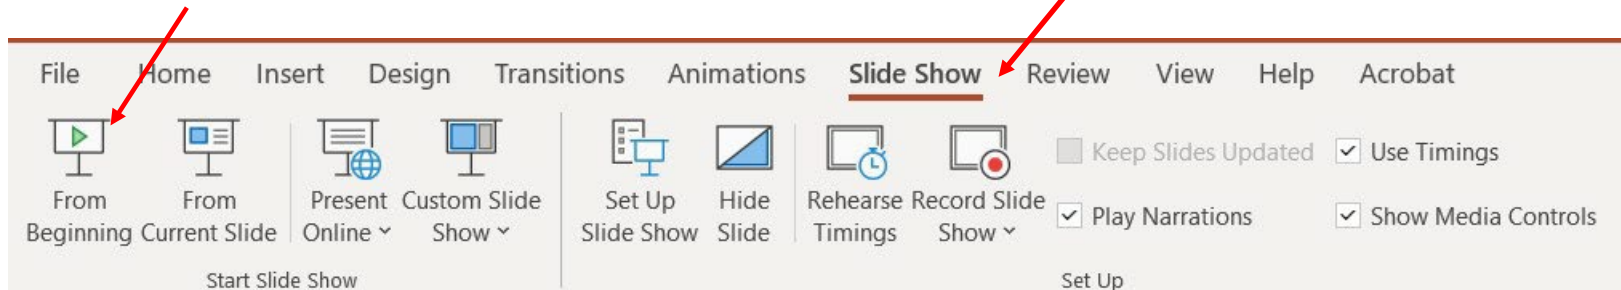 File Home Insert Design Transitions Animations Slide Show Review View Help Acrobat
From Beginning
From Current Slide
Present Online
Custom Slide Show
Set Up Slide Show
Hide Slide
Rehearse Timings
Record Slide Show
Keep Slides Updated
Use Timings
Play Narrations
Show Media Controls
Start Slide Show
Set Up